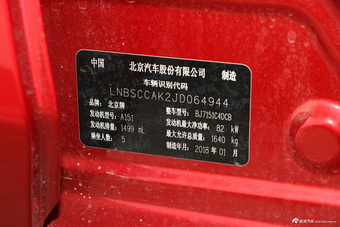 中国 北京汽车股份有限公司 制造
车辆识别代码
LNBSCCAK2JD064944
品牌:北京牌 整车型号:BJ7151C4DCB
发动机型号:A151 发动机最大净功率:82 kW
发动机排量:1499 mL 最大允许总质量:1640 kg
乘坐人数:5 制造年月:2018 年 01 月